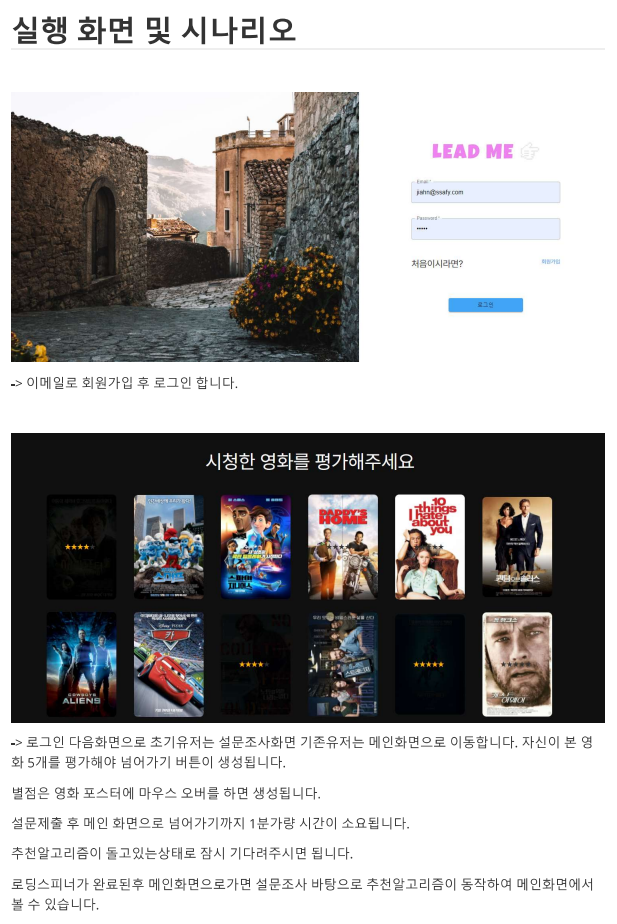 실행 화면 및 시나리오
LEAD ME
Email *
jiahn@ssafy.com
Password *
처음이시라면?
회원가입
로그인
-> 이메일로 회원가입 후 로그인 합니다.
시청한 영화를 평가해주세요
DADDY'S HOME
10 things I hate about you
COWBOYS
ALIENS
DISNEY PIXAR
카
-> 로그인 다음화면으로 초기유저는 설문조사화면 기존유저는 메인화면으로 이동합니다. 자신이 본 영
화 5개를 평가해야 넘어가기 버튼이 생성됩니다.
별점은 영화 포스터에 마우스 오버를 하면 생성됩니다.
설문제출 후 메인 화면으로 넘어가기까지 1분가량 시간이 소요됩니다.
추천알고리즘이 돌고있는상태로 잠시 기다려주시면 됩니다.
로딩스피너가 완료된후 메인화면으로가면 설문조사 바탕으로 추천알고리즘이 동작하여 메인화면에서
볼 수 있습니다.